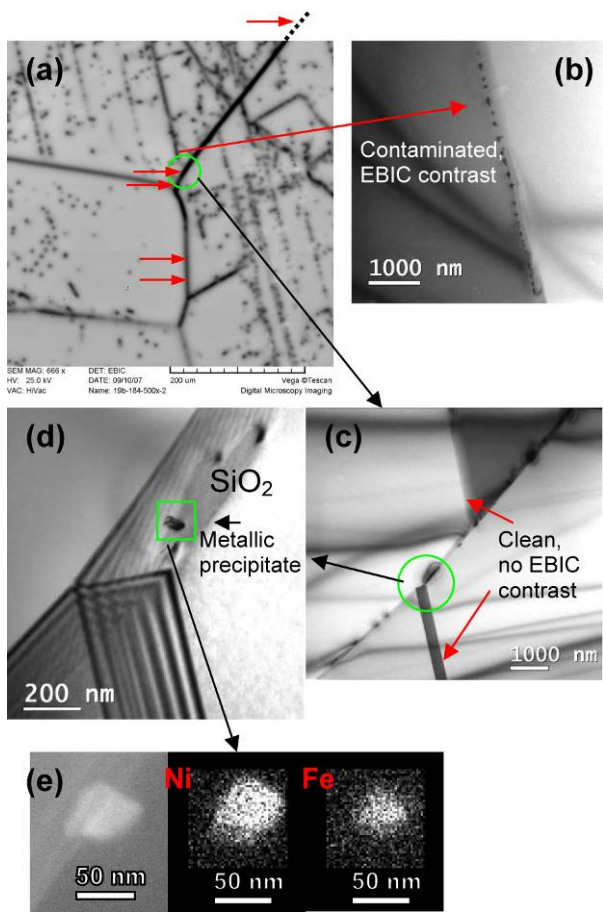 (a)
(b)
Contaminated,
EBIC contrast
1000 nm
SEM MAG: 666 x
DET: EBIC
HV: 25.0 kV
DATE: 09/10/07
200 um
Vega ©Tescan
VAC: HiVac
Name: 19b-184-500x-2
Digital Microscopy Imaging
(d)
SiO2
Metallic
precipitate
200 nm
(c)
Clean,
no EBIC
contrast
1000 nm
(e)
Ni
Fe
50 nm
50 nm
50 nm